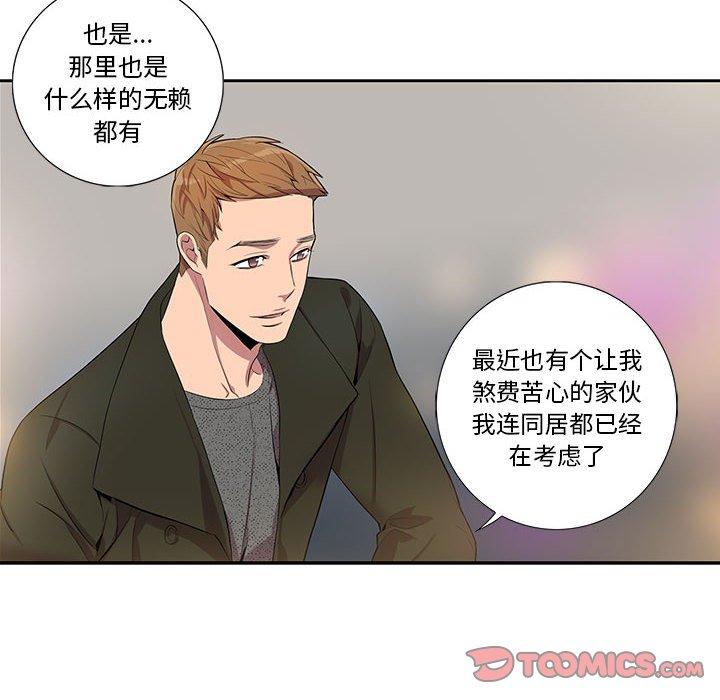 也是...
那里也是
什么样的无赖
都有
最近也有个让我
煞费苦心的家伙
我连同居都已经
在考虑了
TOOMICS.COM